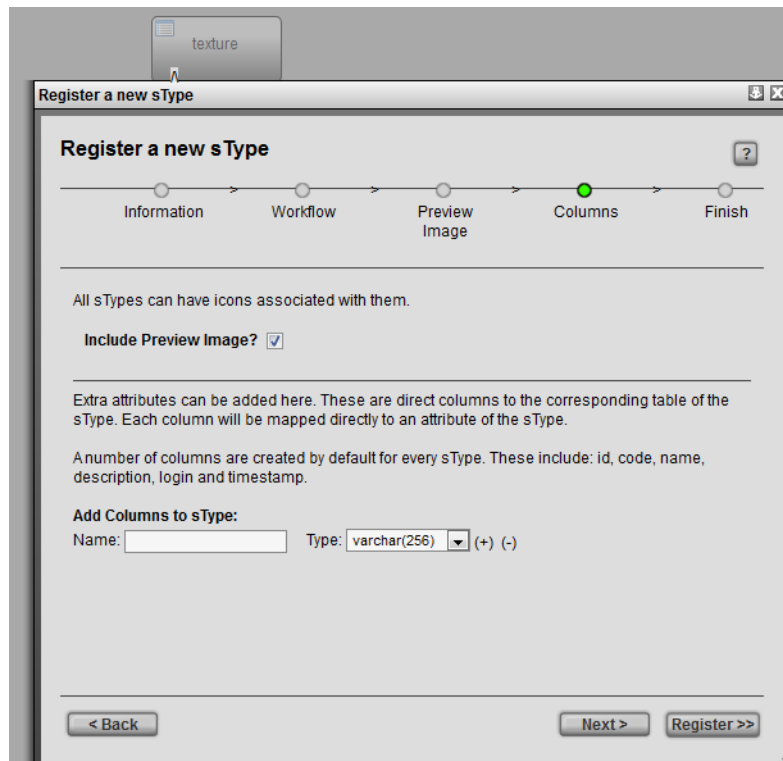 texture
Register a new sType
Register a new sType
?
> > > >
Information Workflow Preview Columns Finish
Image
All sTypes can have icons associated with them.
Include Preview Image?
Extra attributes can be added here. These are direct columns to the corresponding table of the
sType. Each column will be mapped directly to an attribute of the sType.
A number of columns are created by default for every sType. These include: id, code, name,
description, login and timestamp.
Add Columns to sType:
Name: Type: varchar(256) (+) (-)
< Back Next > Register >>